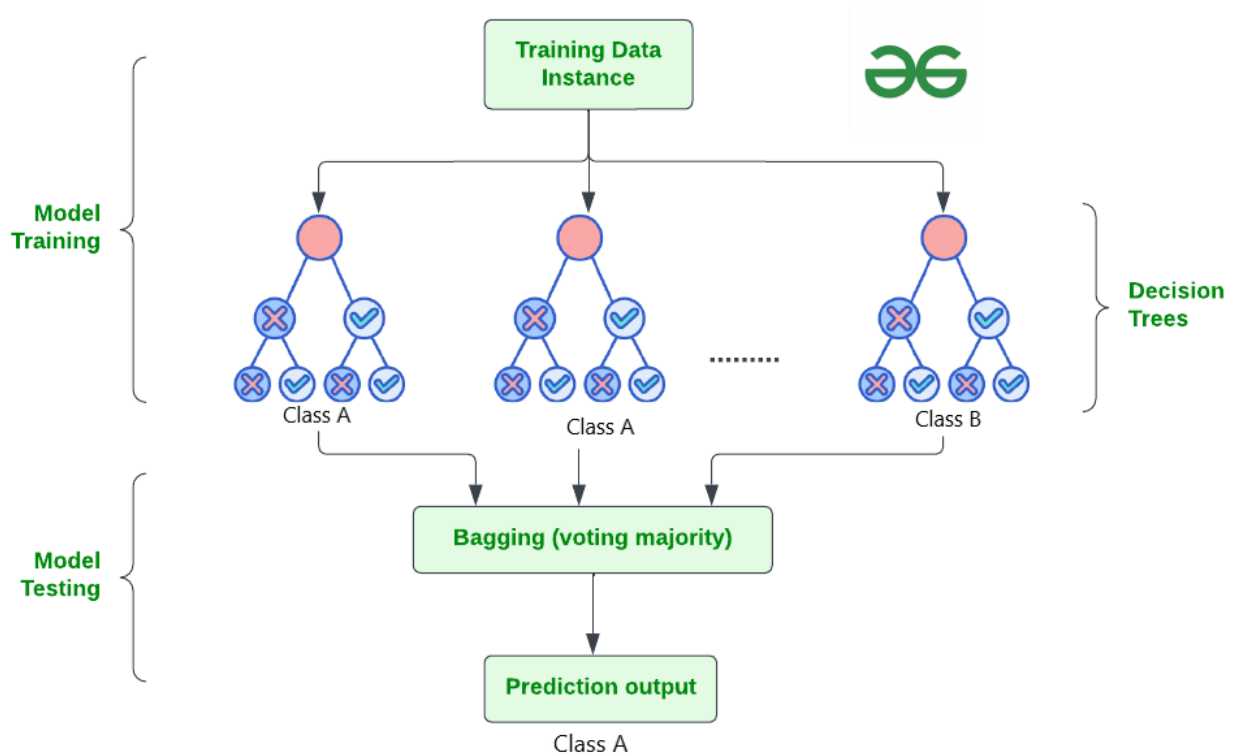 Training Data
Instance
Model
Training
Decision
Trees
.........
Class A
Class A
Class B
Bagging (voting majority)
Model
Testing
Prediction output
Class A